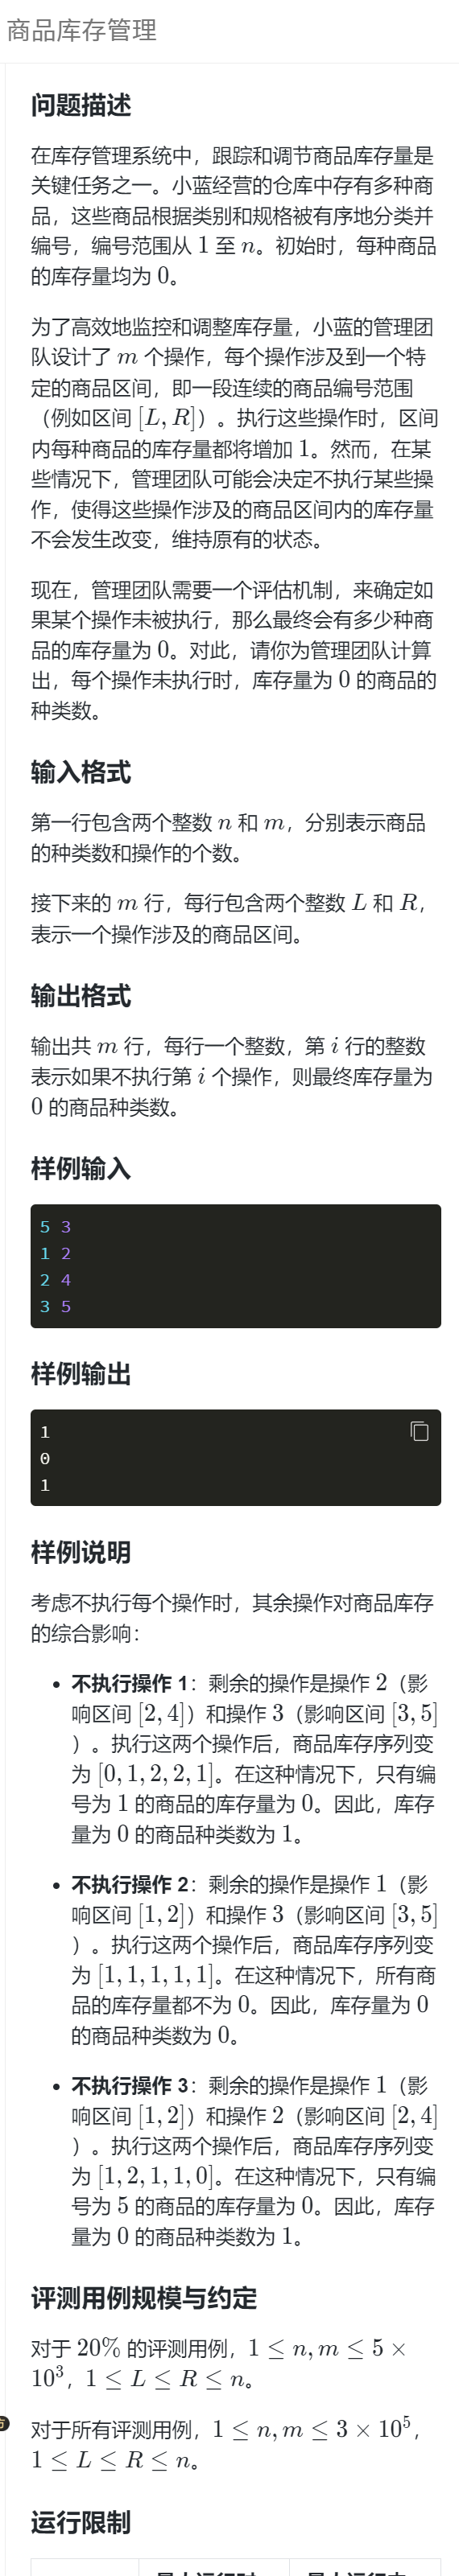 商品库存管理
问题描述
在库存管理系统中，跟踪和调节商品库存量是
关键任务之一。小蓝经营的仓库中存有多种商
品，这些商品根据类别和规格被有序地分类并
编号，编号范围从 1 至 n。初始时，每种商品
的库存量均为 0。
为了高效地监控和调整库存量，小蓝的管理团
队设计了 m 个操作，每个操作涉及到一个特
定的商品区间，即一段连续的商品编号范围
（例如区间 [L, R]）。执行这些操作时，区间
内每种商品的库存量都将增加 1。然而，在某
些情况下，管理团队可能会决定不执行某些操
作，使得这些操作涉及的商品区间内的库存量
不会发生改变，维持原有的状态。
现在，管理团队需要一个评估机制，来确定如
果某个操作未被执行，那么最终会有多少种商
品的库存量为 0。对此，请你为管理团队计算
出，每个操作未执行时，库存量为 0 的商品的
种类数。
输入格式
第一行包含两个整数 n 和 m，分别表示商品
的种类数和操作的个数。
接下来的 m 行，每行包含两个整数 L 和 R，
表示一个操作涉及的商品区间。
输出格式
输出共 m 行，每行一个整数，第 i 行的整数
表示如果不执行第 i 个操作，则最终库存量为
0 的商品种类数。
样例输入
5 3
1 2
2 4
3 5
样例输出
1
0
1
样例说明
考虑不执行每个操作时，其余操作对商品库存
的综合影响：
• 不执行操作 1：剩余的操作是操作 2（影
响区间 [2, 4]）和操作 3（影响区间 [3, 5]
）。执行这两个操作后，商品库存序列变
为 [0, 1, 2, 2, 1]。在这种情况下，只有编
号为 1 的商品的库存量为 0。因此，库存
量为 0 的商品种类数为 1。
• 不执行操作 2：剩余的操作是操作 1（影
响区间 [1, 2]）和操作 3（影响区间 [3, 5]
）。执行这两个操作后，商品库存序列变
为 [1, 1, 1, 1, 1]。在这种情况下，所有商
品的库存量都不为 0。因此，库存量为 0
的商品种类数为 0。
• 不执行操作 3：剩余的操作是操作 1（影
响区间 [1, 2]）和操作 2（影响区间 [2, 4]
）。执行这两个操作后，商品库存序列变
为 [1, 2, 1, 1, 0]。在这种情况下，只有编
号为 5 的商品的库存量为 0。因此，库存
量为 0 的商品种类数为 1。
评测用例规模与约定
对于 20% 的评测用例，1 ≤ n, m ≤ 5 ×
10³，1 ≤ L ≤ R ≤ n。
对于所有评测用例，1 ≤ n, m ≤ 3 × 10⁵，
1 ≤ L ≤ R ≤ n。
运行限制